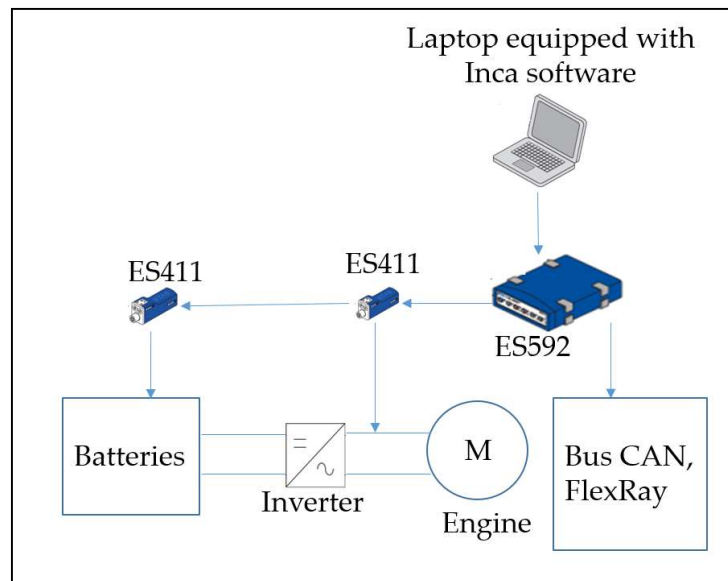 Laptop equipped with
Inca software
ES411
ES411
ES592
Batteries
Inverter
M
Engine
Bus CAN,
FlexRay